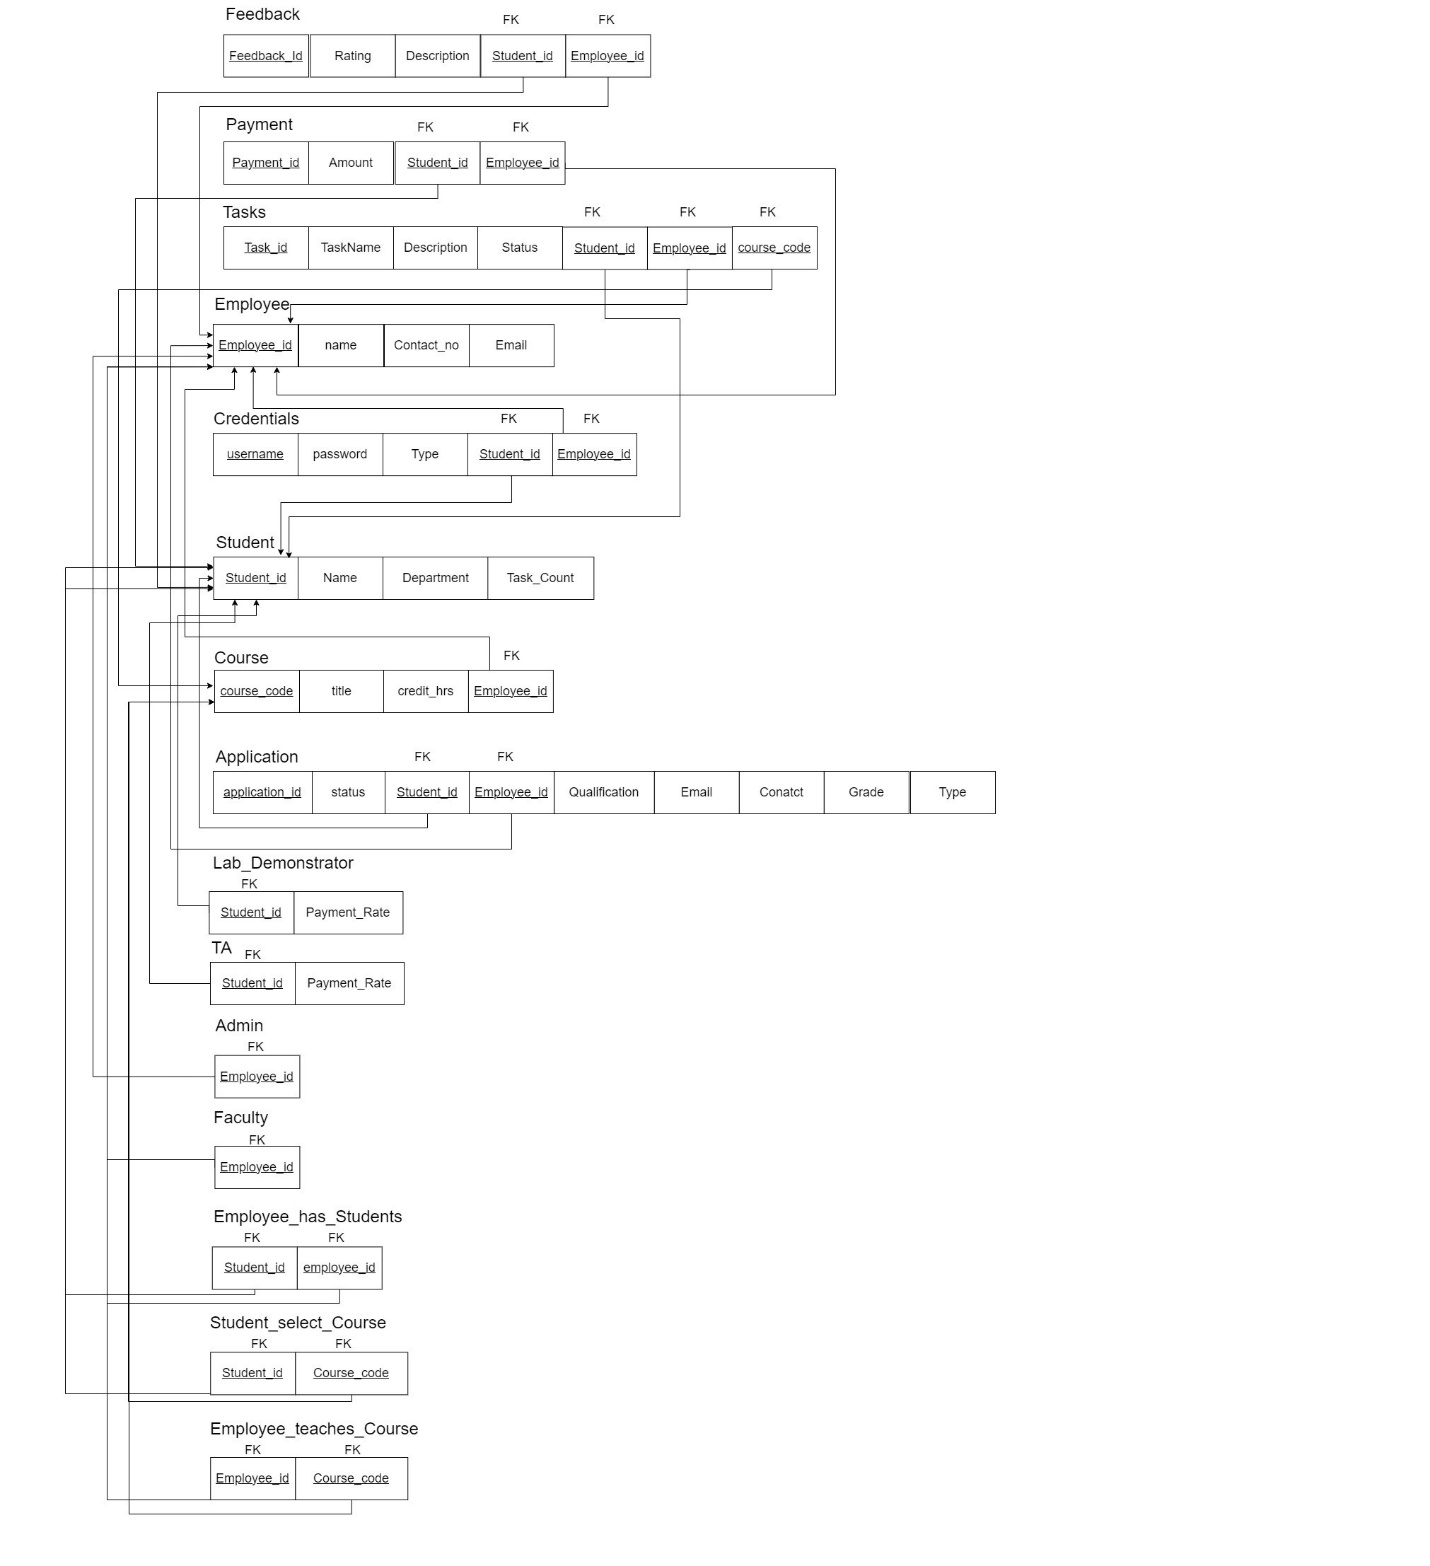 Feedback
FK FK
Feedback_Id Rating Description Student_id Employee_id
Payment
FK FK
Payment_id Amount Student_id Employee_id
Tasks FK FK FK
Task_id TaskName Description Status Student_id Employee_id course_code
Employee
Employee_id name Contact_no Email
Credentials FK FK
username password Type Student_id Employee_id
Student
Student_id Name Department Task_Count
Course FK
course_code title credit_hrs Employee_id
Application FK FK
application_id status Student_id Employee_id Qualification Email Conatct Grade Type
Lab_Demonstrator
FK
Student_id Payment_Rate
TA FK
Student_id Payment_Rate
Admin
FK
Employee_id
Faculty
FK
Employee_id
Employee_has_Students
FK FK
Student_id employee_id
Student_select_Course
FK FK
Student_id Course_code
Employee_teaches_Course
FK FK
Employee_id Course_code